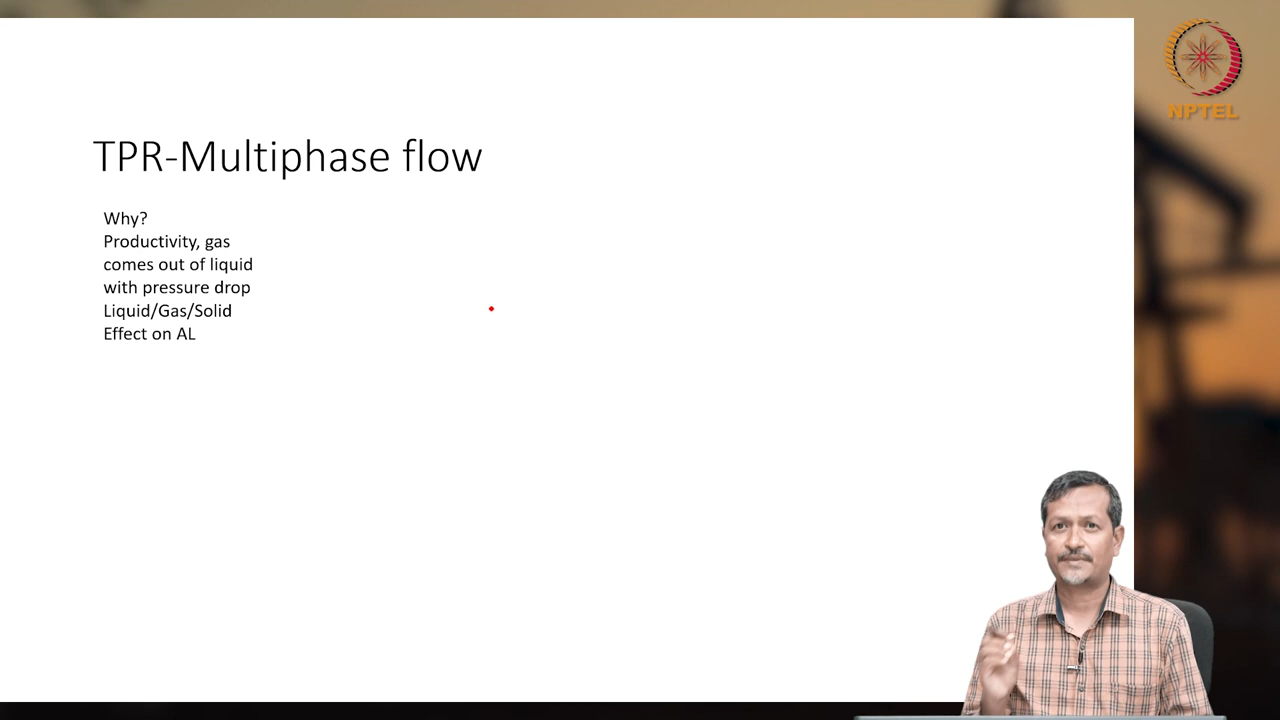 NPTEL
TPR-Multiphase flow
Why?
Productivity, gas
comes out of liquid
with pressure drop
Liquid/Gas/Solid
Effect on AL